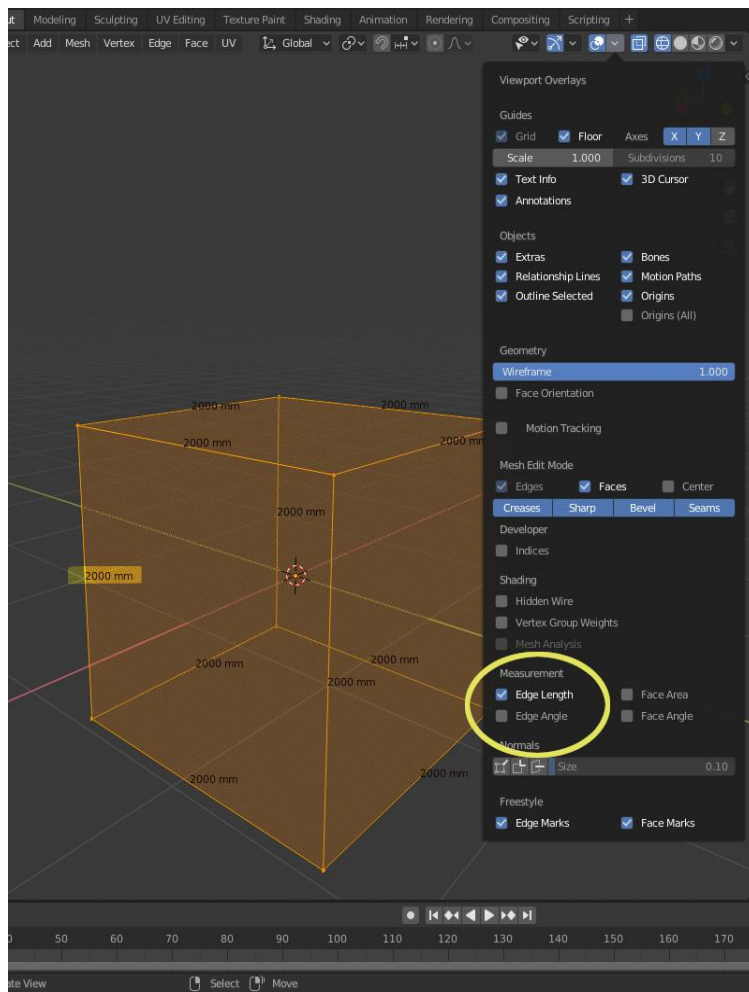 Modeling Sculpting UV Editing Texture Paint Shading Animation Rendering Compositing Scripting +
Add Mesh Vertex Edge Face UV Global
Viewport Overlays
Guides
Grid Floor Axes X Y Z
Scale 1.000 Subdivisions 10
Text Info 3D Cursor
Annotations
Objects
Extras Bones
Relationship Lines Motion Paths
Outline Selected Origins
Origins (All)
Geometry
Wireframe 1.000
Face Orientation
Motion Tracking
Mesh Edit Mode
Edges Faces Center
Creases Sharp Bevel Seams
Developer
Indices
Shading
Hidden Wire
Vertex Group Weights
Mesh Analysis
Measurement
Edge Length Face Area
Edge Angle Face Angle
Normals
Size 0.10
Freestyle
Edge Marks Face Marks
2000 mm 2000 mm
2000 mm 2000 mm
2000 mm
2000 mm
2000 mm 2000 mm
2000 mm
2000 mm 2000 mm
50 60 70 80 90 100 110 120 130 140 150 160 170
View Select Move